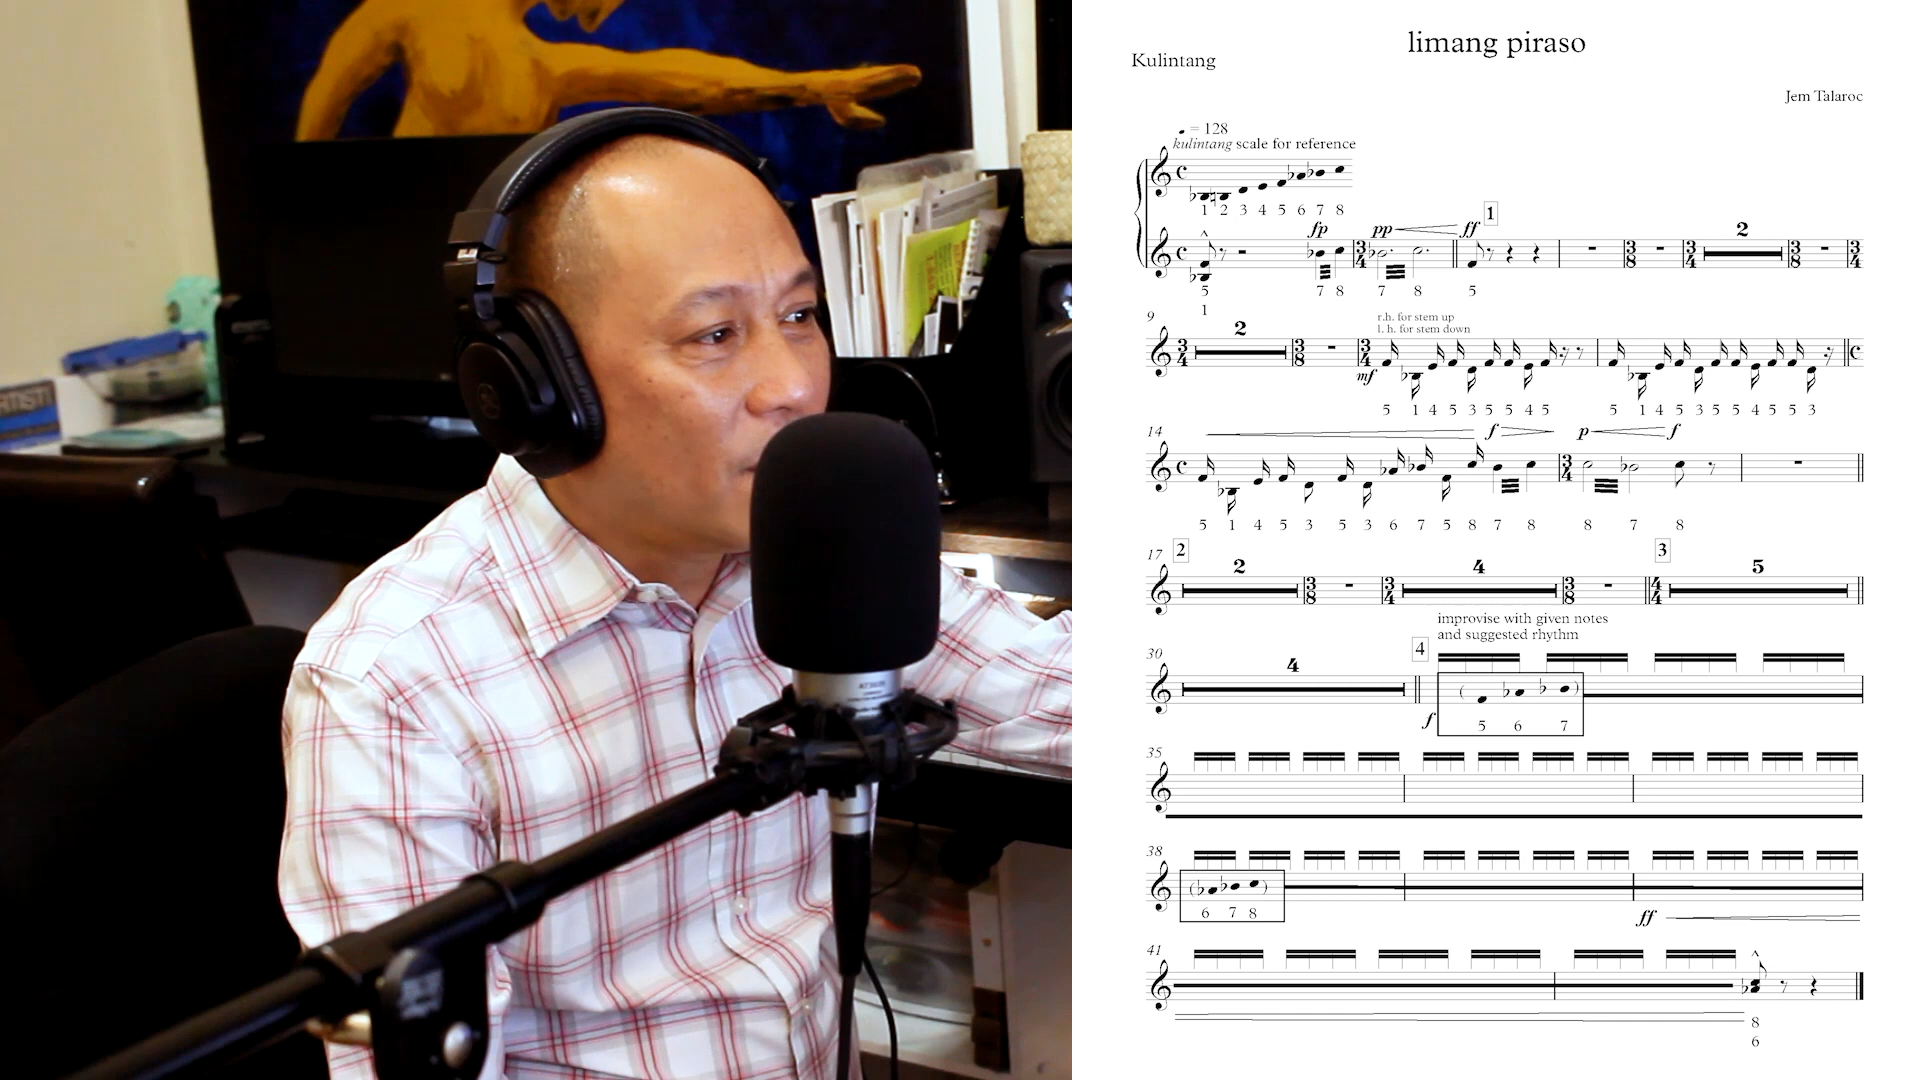 limang piraso
Kulintang
Jem Talaroc
= 128
kulintang scale for reference
1 2 3 4 5 6 7 8
fp pp ff 1
2
5 7 8 7 8 5
1
9
2
r.h. for stem up
l. h. for stem down
mf
5 1 4 5 3 5 5 4 5 5 1 4 5 3 5 5 4 5 5 3
14
f p f
5 1 4 5 3 5 3 6 7 5 8 7 8 8 7 8
17 2 3
2 4 5
improvise with given notes
and suggested rhythm
30 4 4
f
5 6 7
35
38
6 7 8
ff
41
8
6